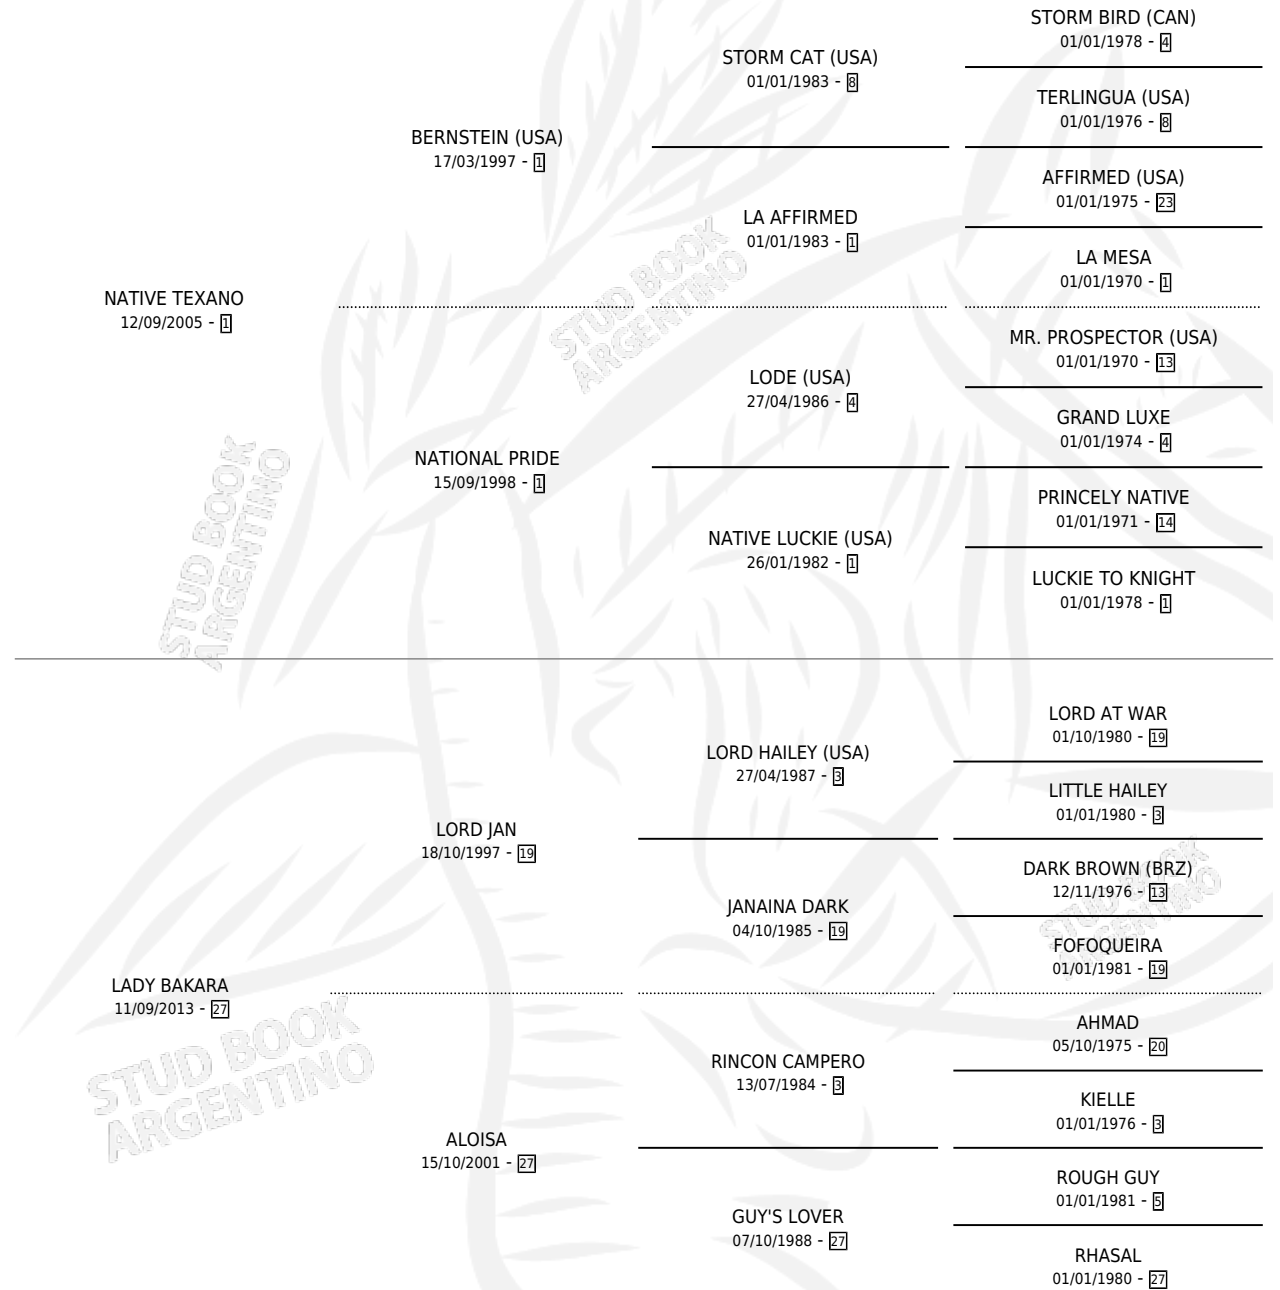 STORM BIRD (CAN)
01/01/1978 - 4
STORM CAT (USA)
01/01/1983 - 8
TERLINGUA (USA)
01/01/1976 - 8
BERNSTEIN (USA)
17/03/1997 - 1
AFFIRMED (USA)
01/01/1975 - 23
LA AFFIRMED
01/01/1983 - 1
LA MESA
01/01/1970 - 1
NATIVE TEXANO
12/09/2005 - 1
MR. PROSPECTOR (USA)
01/01/1970 - 13
LODE (USA)
27/04/1986 - 4
GRAND LUXE
01/01/1974 - 4
NATIONAL PRIDE
15/09/1998 - 1
PRINCELY NATIVE
01/01/1971 - 14
NATIVE LUCKIE (USA)
26/01/1982 - 1
LUCKIE TO KNIGHT
01/01/1978 - 1
LORD AT WAR
01/10/1980 - 19
LORD HAILEY (USA)
27/04/1987 - 3
LITTLE HAILEY
01/01/1980 - 3
LORD JAN
18/10/1997 - 19
DARK BROWN (BRZ)
12/11/1976 - 13
JANAINA DARK
04/10/1985 - 19
FOFOQUEIRA
01/01/1981 - 19
LADY BAKARA
11/09/2013 - 27
AHMAD
05/10/1975 - 20
RINCON CAMPERO
13/07/1984 - 3
KIELLE
01/01/1976 - 3
ALOISA
15/10/2001 - 27
ROUGH GUY
01/01/1981 - 5
GUY'S LOVER
07/10/1988 - 27
RHASAL
01/01/1980 - 27
STUD BOOK
ARGENTINO
STUD BOOK
ARGENTINO
STUD BOOK
ARGENTINO
STUD BOOK
ARGENTINO